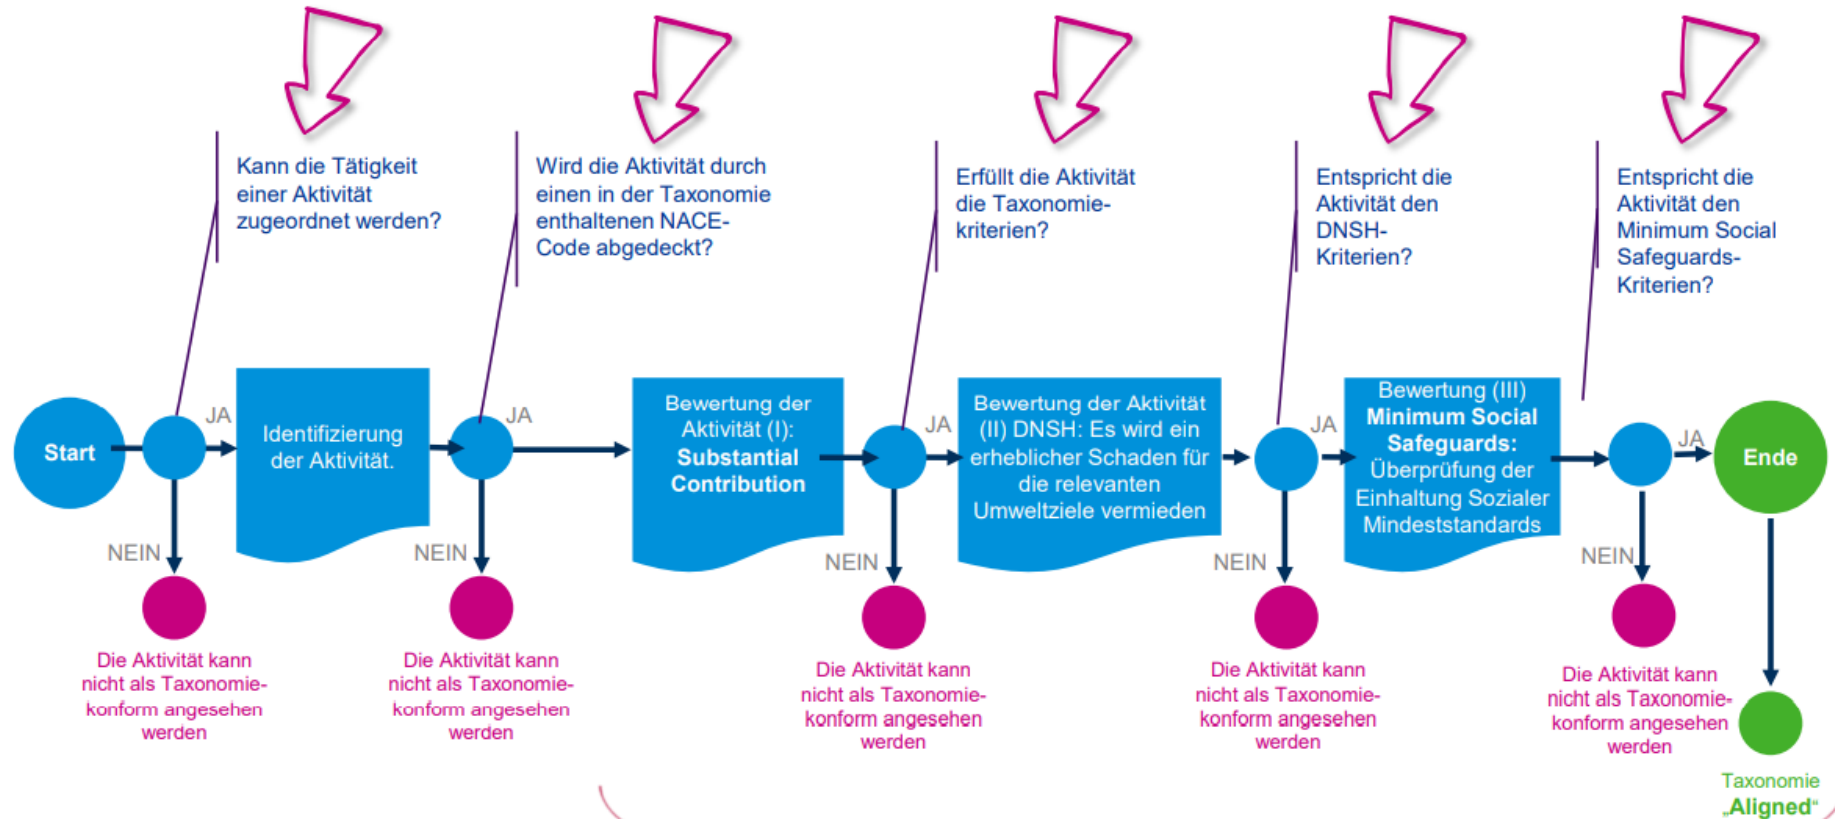 Kann die Tätigkeit
einer Aktivität
zugeordnet werden?
Wird die Aktivität durch
einen in der Taxonomie
enthaltenen NACE-
Code abgedeckt?
Erfüllt die Aktivität
die Taxonomie-
kriterien?
Entspricht die
Aktivität den
DNSH-
Kriterien?
Entspricht die
Aktivität den
Minimum Social
Safeguards-
Kriterien?
Start
JA
NEIN
Identifizierung
der Aktivität.
JA
NEIN
Bewertung der
Aktivität (I):
Substantial
Contribution
JA
NEIN
Bewertung der Aktivität
(II) DNSH: Es wird ein
erheblicher Schaden für
die relevanten
Umweltziele vermieden
JA
NEIN
Bewertung (III)
Minimum Social
Safeguards:
Überprüfung der
Einhaltung Sozialer
Mindeststandards
JA
NEIN
Ende
Die Aktivität kann
nicht als Taxonomie-
konform angesehen
werden
Die Aktivität kann
nicht als Taxonomie-
konform angesehen
werden
Die Aktivität kann
nicht als Taxonomie-
konform angesehen
werden
Die Aktivität kann
nicht als Taxonomie-
konform angesehen
werden
Die Aktivität kann
nicht als Taxonomie-
konform angesehen
werden
Taxonomie
„Aligned“